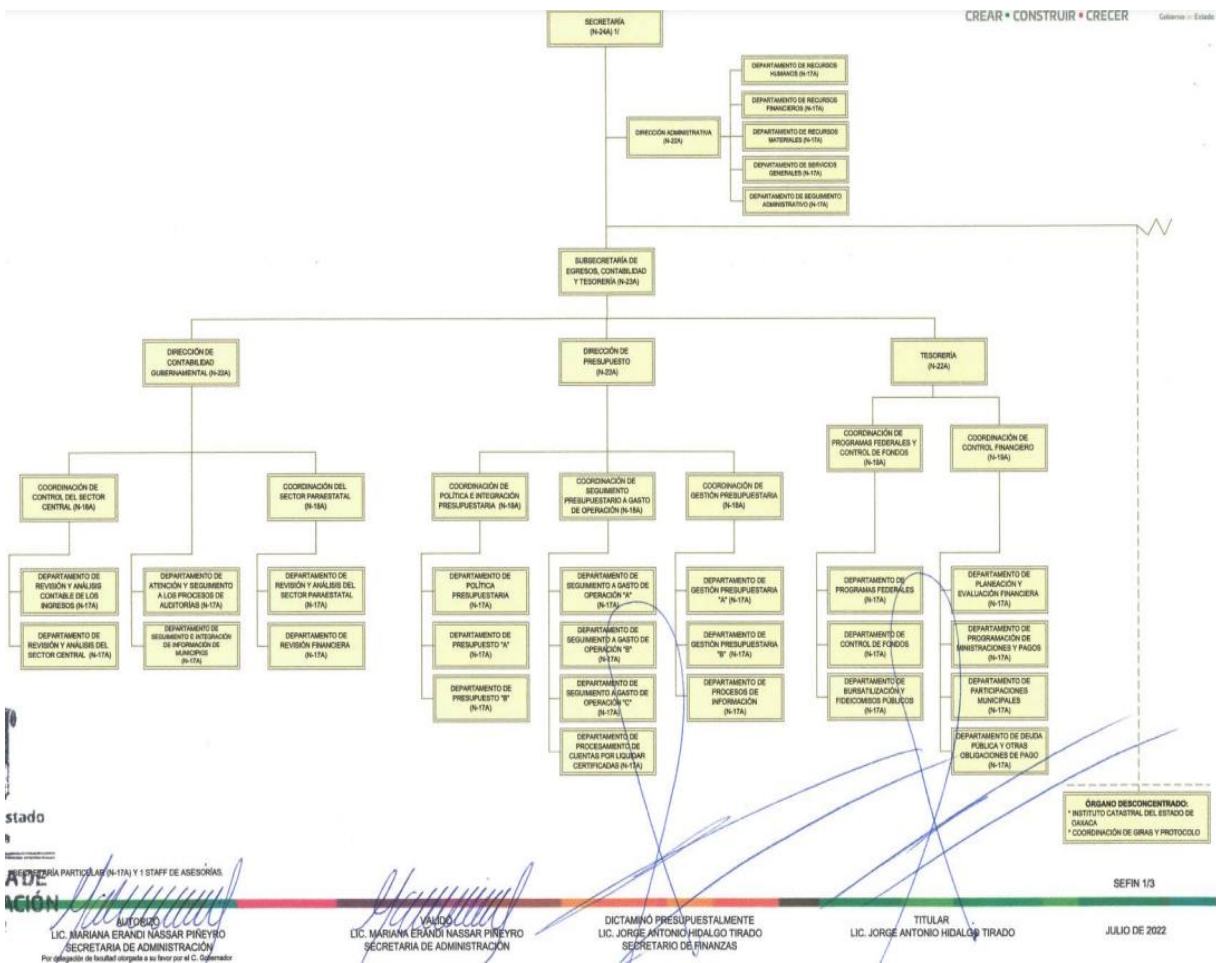 CREAR • CONSTRUIR • CRECER
SECRETARÍA
(N-24A) 1/
DEPARTAMENTO DE RECURSOS
HUMANOS (N-17A)
DEPARTAMENTO DE RECURSOS
FINANCIEROS (N-17A)
DIRECCIÓN ADMINISTRATIVA
(N-22A)
DEPARTAMENTO DE RECURSOS
MATERIALES (N-17A)
DEPARTAMENTO DE SERVICIOS
GENERALES (N-17A)
DEPARTAMENTO DE SEGUIMIENTO
ADMINISTRATIVO (N-17A)
SUBSECRETARÍA DE
EGRESOS, CONTABILIDAD
Y TESORERÍA (N-23A)
DIRECCIÓN DE
CONTABILIDAD
GUBERNAMENTAL (N-22A)
DIRECCIÓN DE
PRESUPUESTO
(N-22A)
TESORERÍA
(N-22A)
COORDINACIÓN DE
PROGRAMAS FEDERALES Y
CONTROL DE FONDOS
COORDINACIÓN DE
CONTROL FINANCIERO
COORDINACIÓN DE
CONTROL DEL SECTOR
CENTRAL (N-18A)
COORDINACIÓN DEL
SECTOR PARAESTATAL
(N-18A)
COORDINACIÓN DE
POLÍTICA E INTEGRACIÓN
PRESUPUESTARIA (N-18A)
COORDINACIÓN DE
SEGUIMIENTO
PRESUPUESTARIO A GASTO
DE OPERACIÓN (N-18A)
COORDINACIÓN DE
GESTIÓN PRESUPUESTARIA
(N-18A)
DEPARTAMENTO DE
REVISIÓN Y ANÁLISIS
CONTABLE DE LOS
INGRESOS (N-17A)
DEPARTAMENTO DE
ATENCIÓN Y SEGUIMIENTO
A LOS PROCESOS DE
AUDITORÍAS (N-17A)
DEPARTAMENTO DE
REVISIÓN Y ANÁLISIS DEL
SECTOR PARAESTATAL
(N-17A)
DEPARTAMENTO DE
POLÍTICA
PRESUPUESTARIA
(N-17A)
DEPARTAMENTO DE
SEGUIMIENTO A GASTO DE
OPERACIÓN "A"
(N-17A)
DEPARTAMENTO DE
GESTIÓN PRESUPUESTARIA
"A" (N-17A)
DEPARTAMENTO DE
PROGRAMAS FEDERALES
(N-17A)
DEPARTAMENTO DE
PLANEACIÓN Y
EVALUACIÓN FINANCIERA
(N-17A)
DEPARTAMENTO DE
REVISIÓN Y ANÁLISIS DEL
SECTOR CENTRAL (N-17A)
DEPARTAMENTO DE
SEGUIMIENTO E INTEGRACIÓN
DE INFORMACIÓN DE
MUNICIPIOS
(N-17A)
DEPARTAMENTO DE
REVISIÓN FINANCIERA
(N-17A)
DEPARTAMENTO DE
PRESUPUESTO "A"
(N-17A)
DEPARTAMENTO DE
SEGUIMIENTO A GASTO DE
OPERACIÓN "B"
(N-17A)
DEPARTAMENTO DE
GESTIÓN PRESUPUESTARIA
"B" (N-17A)
DEPARTAMENTO DE
CONTROL DE FONDOS
(N-17A)
DEPARTAMENTO DE
PROGRAMACIÓN DE
MINISTRACIONES Y PAGOS
(N-17A)
DEPARTAMENTO DE
PRESUPUESTO "B"
(N-17A)
DEPARTAMENTO DE
SEGUIMIENTO A GASTO DE
OPERACIÓN "C"
(N-17A)
DEPARTAMENTO DE
PROCESOS DE
INFORMACIÓN
(N-17A)
DEPARTAMENTO DE
BURSATILIZACIÓN Y
FIDEICOMISOS PÚBLICOS
(N-17A)
DEPARTAMENTO DE
PARTICIPACIONES
MUNICIPALES
(N-17A)
DEPARTAMENTO DE
PROCESAMIENTO DE
CUENTAS POR LIQUIDAR
CERTIFICADAS (N-17A)
DEPARTAMENTO DE DEUDA
PÚBLICA Y OTRAS
OBLIGACIONES DE PAGO
(N-17A)
ÓRGANO DESCONCENTRADO:
* INSTITUTO CATASTRAL DEL ESTADO DE
OAXACA
* COORDINACIÓN DE GIRAS Y PROTOCOLO
stado
SECRETARÍA PARTICULAR (N-17A) Y 1 STAFF DE ASESORÍAS.
A DE
ACIÓN
SEFIN 1/3
AUTORIZÓ
LIC. MARIANA ERANDI NASSAR PIÑEYRO
SECRETARIA DE ADMINISTRACIÓN
Por delegación de facultad otorgada a su favor por el C. Gobernador
VALIDÓ
LIC. MARIANA ERANDI NASSAR PIÑEYRO
SECRETARIA DE ADMINISTRACIÓN
DICTAMINÓ PRESUPUESTALMENTE
LIC. JORGE ANTONIO HIDALGO TIRADO
SECRETARIO DE FINANZAS
TITULAR
LIC. JORGE ANTONIO HIDALGO TIRADO
JULIO DE 2022